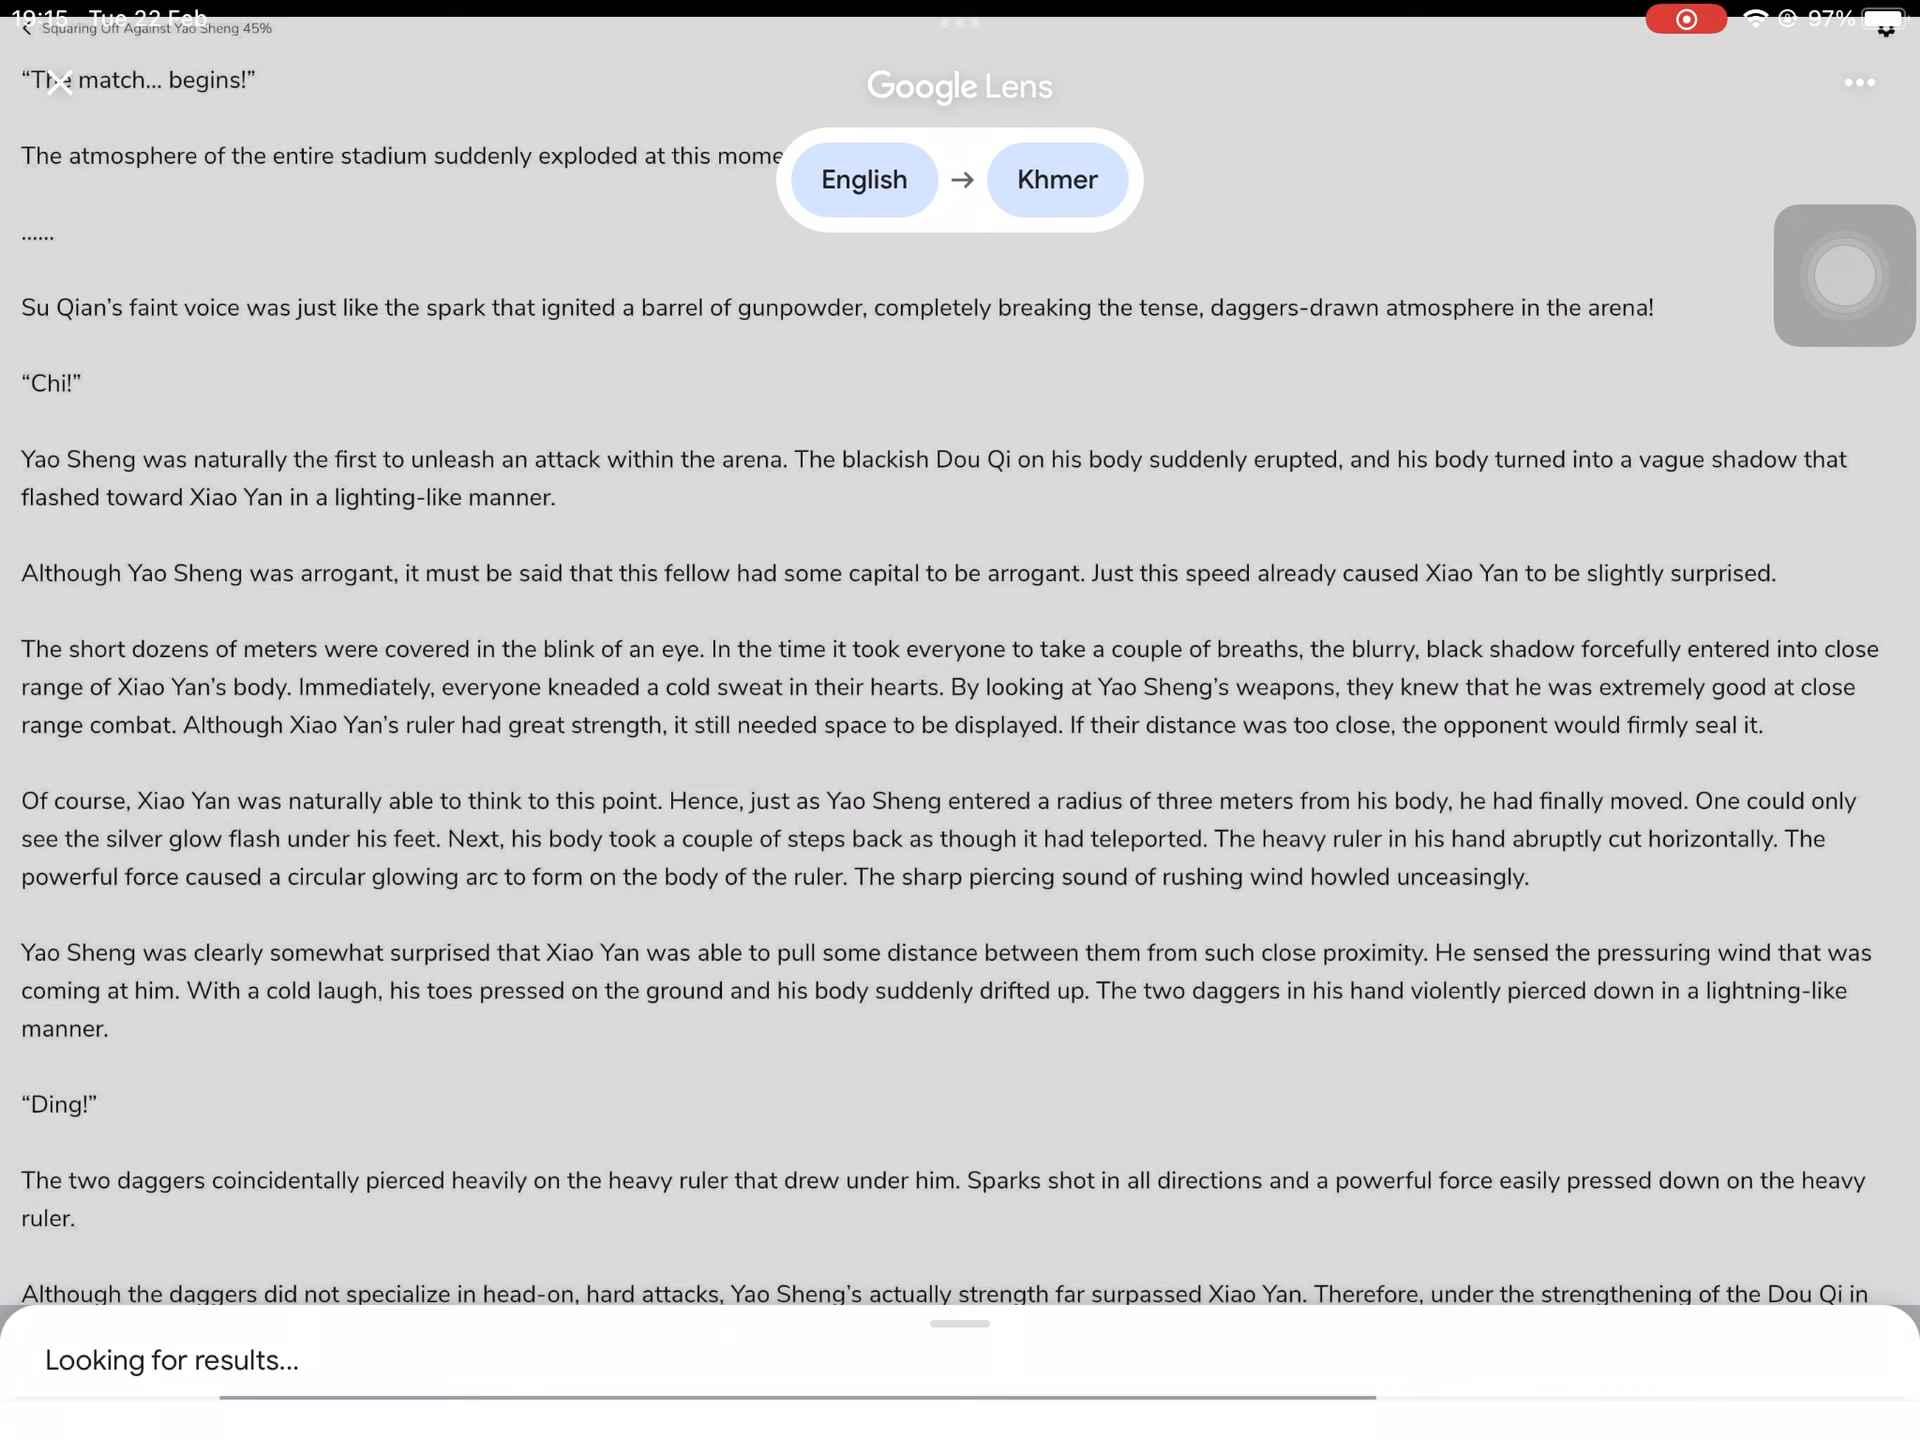 19:15 Tue 22 Feb
97%
Squaring Off Against Yao Sheng 45%
“The match... begins!”
Google Lens
The atmosphere of the entire stadium suddenly exploded at this
English → Khmer
......
Su Qian’s faint voice was just like the spark that ignited a barrel of gunpowder, completely breaking the tense, daggers-drawn atmosphere in the arena!
“Chi!”
Yao Sheng was naturally the first to unleash an attack within the arena. The blackish Dou Qi on his body suddenly erupted, and his body turned into a vague shadow that
flashed toward Xiao Yan in a lighting-like manner.
Although Yao Sheng was arrogant, it must be said that this fellow had some capital to be arrogant. Just this speed already caused Xiao Yan to be slightly surprised.
The short dozens of meters were covered in the blink of an eye. In the time it took everyone to take a couple of breaths, the blurry, black shadow forcefully entered into close
range of Xiao Yan’s body. Immediately, everyone kneaded a cold sweat in their hearts. By looking at Yao Sheng’s weapons, they knew that he was extremely good at close
range combat. Although Xiao Yan’s ruler had great strength, it still needed space to be displayed. If their distance was too close, the opponent would firmly seal it.
Of course, Xiao Yan was naturally able to think to this point. Hence, just as Yao Sheng entered a radius of three meters from his body, he had finally moved. One could only
see the silver glow flash under his feet. Next, his body took a couple of steps back as though it had teleported. The heavy ruler in his hand abruptly cut horizontally. The
powerful force caused a circular glowing arc to form on the body of the ruler. The sharp piercing sound of rushing wind howled unceasingly.
Yao Sheng was clearly somewhat surprised that Xiao Yan was able to pull some distance between them from such close proximity. He sensed the pressuring wind that was
coming at him. With a cold laugh, his toes pressed on the ground and his body suddenly drifted up. The two daggers in his hand violently pierced down in a lightning-like
manner.
“Ding!”
The two daggers coincidentally pierced heavily on the heavy ruler that drew under him. Sparks shot in all directions and a powerful force easily pressed down on the heavy
ruler.
Although the daggers did not specialize in head-on, hard attacks, Yao Sheng’s actually strength far surpassed Xiao Yan. Therefore, under the strengthening of the Dou Qi in
Looking for results...